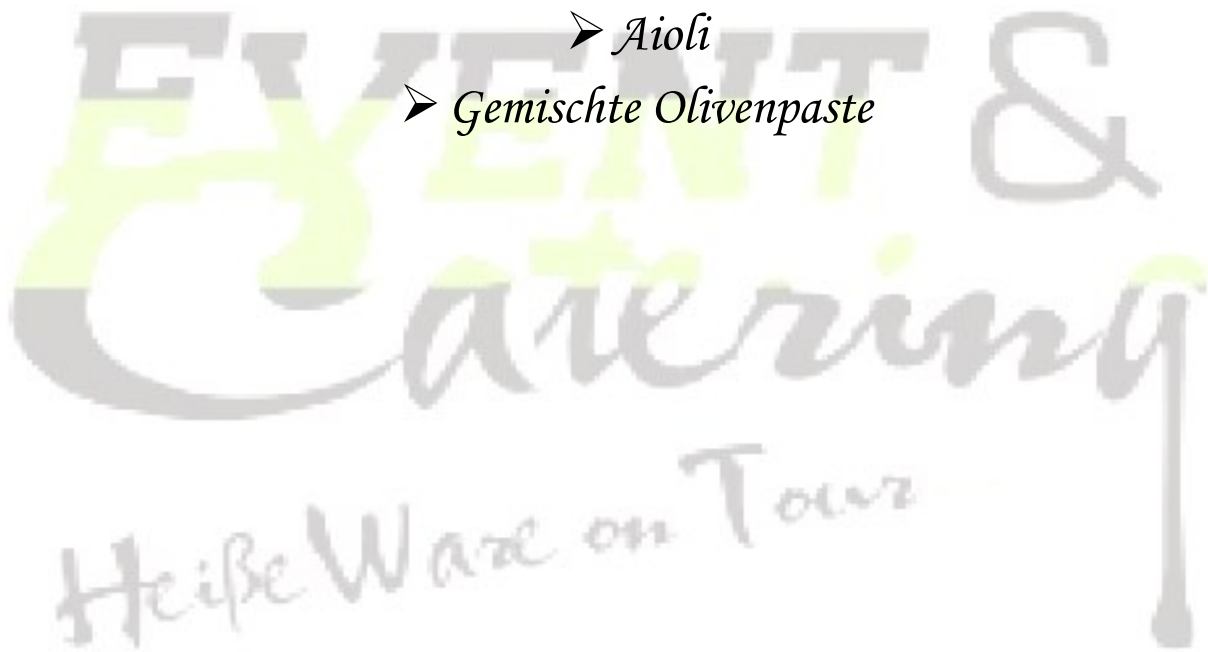 ➢ Aioli
➢ Gemischte Olivenpaste
EVENT &
Catering
Heiße Ware on Tour